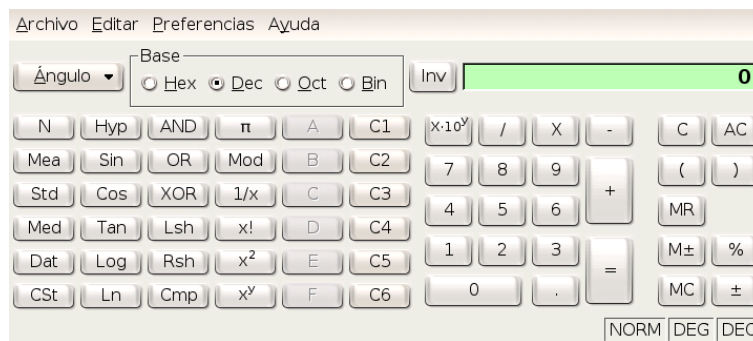 Archivo Editar Preferencias Ayuda
Base
Ángulo Hex Dec Oct Bin Inv 0
N Hyp AND π A C1 X·10^y / X - C AC
Mea Sin OR Mod B C2 7 8 9 + ( )
Std Cos XOR 1/x C C3 4 5 6 MR
Med Tan Lsh x! D C4 1 2 3 = M± %
Dat Log Rsh x² E C5
CSt Ln Cmp x^y F C6 0 . MC ±
NORM DEG DEC